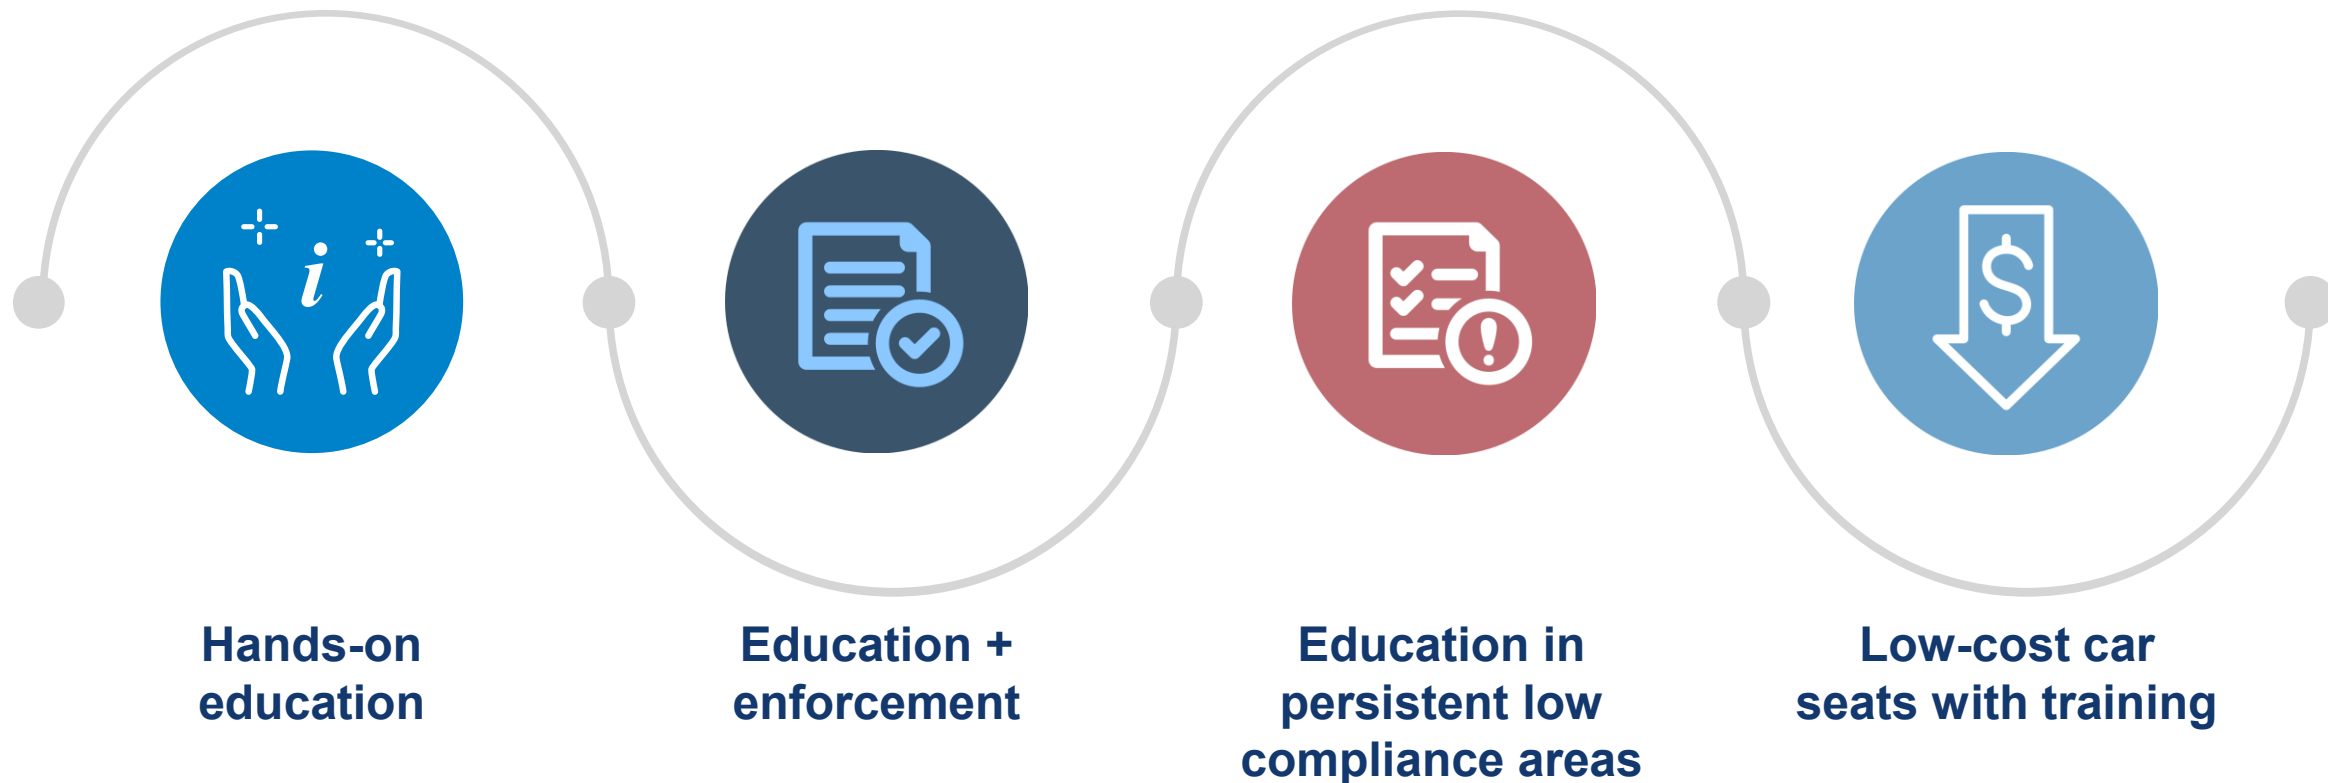 Hands-on
education
Education +
enforcement
Education in
persistent low
compliance areas
Low-cost car
seats with training